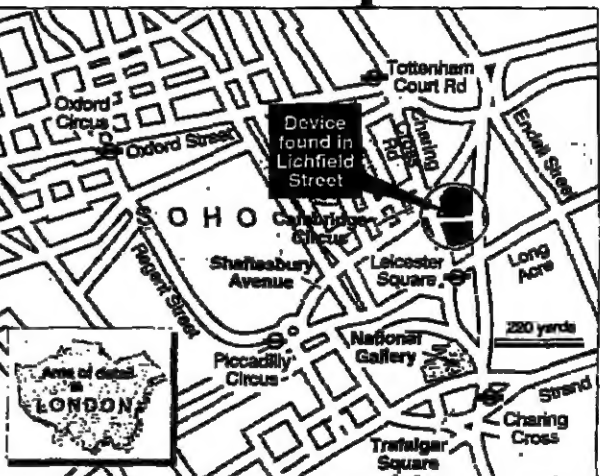 Tottenham
Court Rd
Oxford
Circus
Oxford Street
Device
found in
Lichfield
Street
Charing
Cross
Rd
Endell Street
OHO
Cambridge
Circus
Regent Street
Shaftesbury
Avenue
Leicester
Square
Long
Acre
220 yards
National
Gallery
Piccadilly
Circus
Area of detail
in
LONDON
Strand
Charing
Cross
Trafalgar
Square